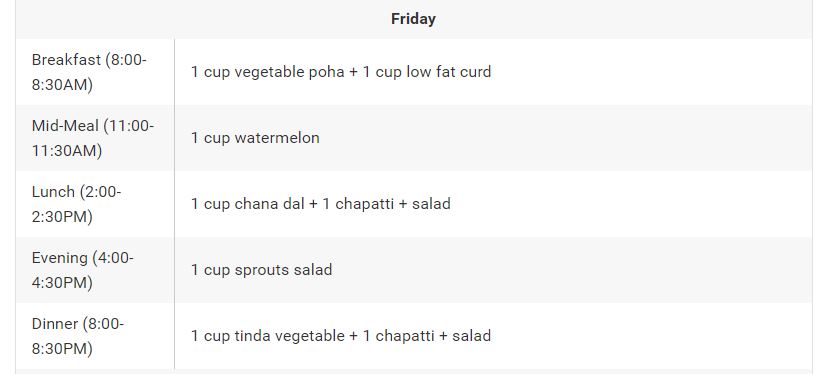 Friday
Breakfast (8:00-
8:30AM)
1 cup vegetable poha + 1 cup low fat curd
Mid-Meal (11:00-
11:30AM)
1 cup watermelon
Lunch (2:00-
2:30PM)
1 cup chana dal + 1 chapatti + salad
Evening (4:00-
4:30PM)
1 cup sprouts salad
Dinner (8:00-
8:30PM)
1 cup tinda vegetable + 1 chapatti + salad